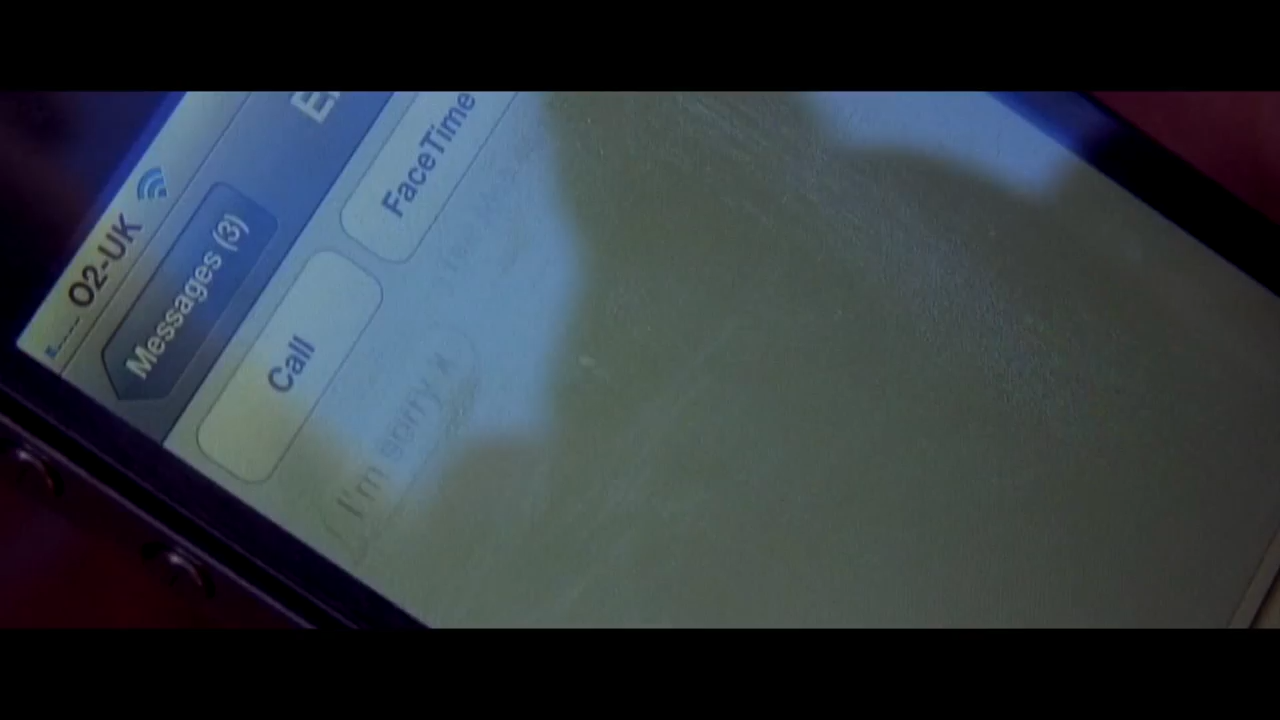 O2-UK
Messages (3)
Call
FaceTime
I'm sorry